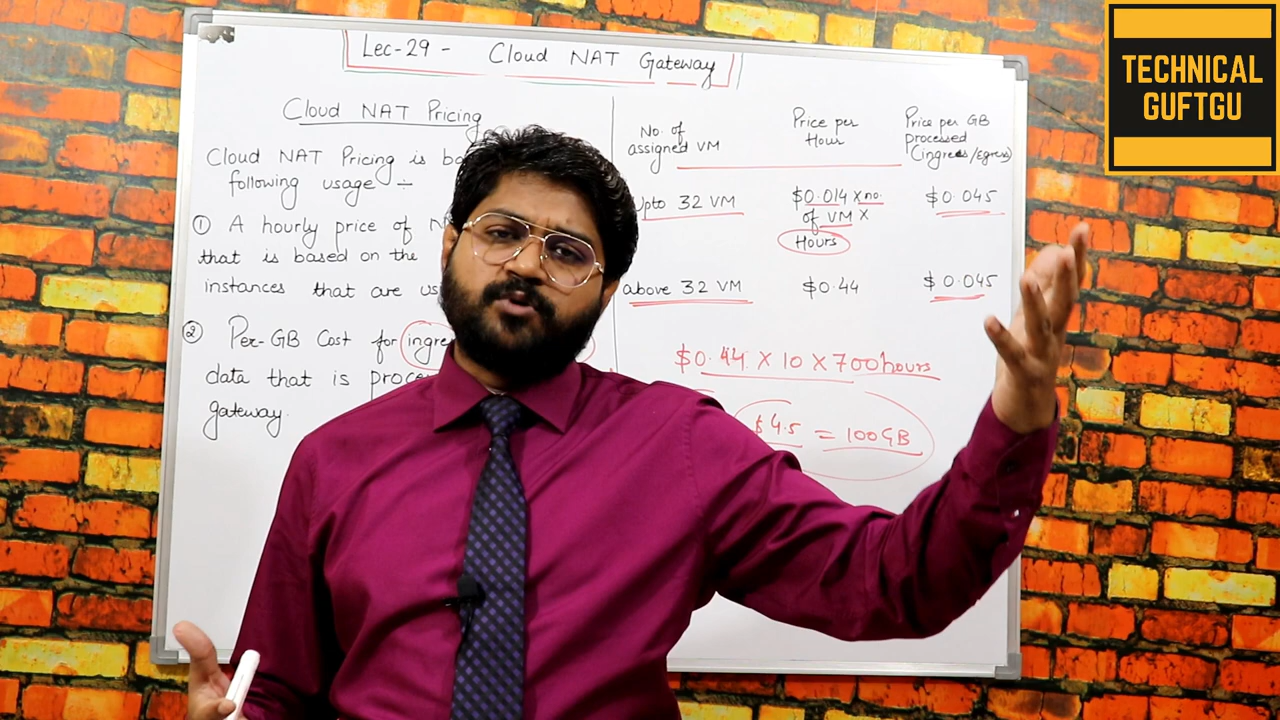 Lec-29 - Cloud NAT Gateway
Cloud NAT Pricing
Cloud NAT Pricing is
following usage :-
① A hourly price of
that is based on the
instances that are
② Per-GB Cost for
data that is
gateway.
No. of
assigned VM
Price per
Hour
Price per GB
processed
(ingress/egress)
upto 32 VM
$0.014 x no.
of VM x
Hours
$0.045
above 32 VM
$0.44
$0.045
$0.44 X 10 X 700hours
$4.5 = 100GB
TECHNICAL
GUFTGU